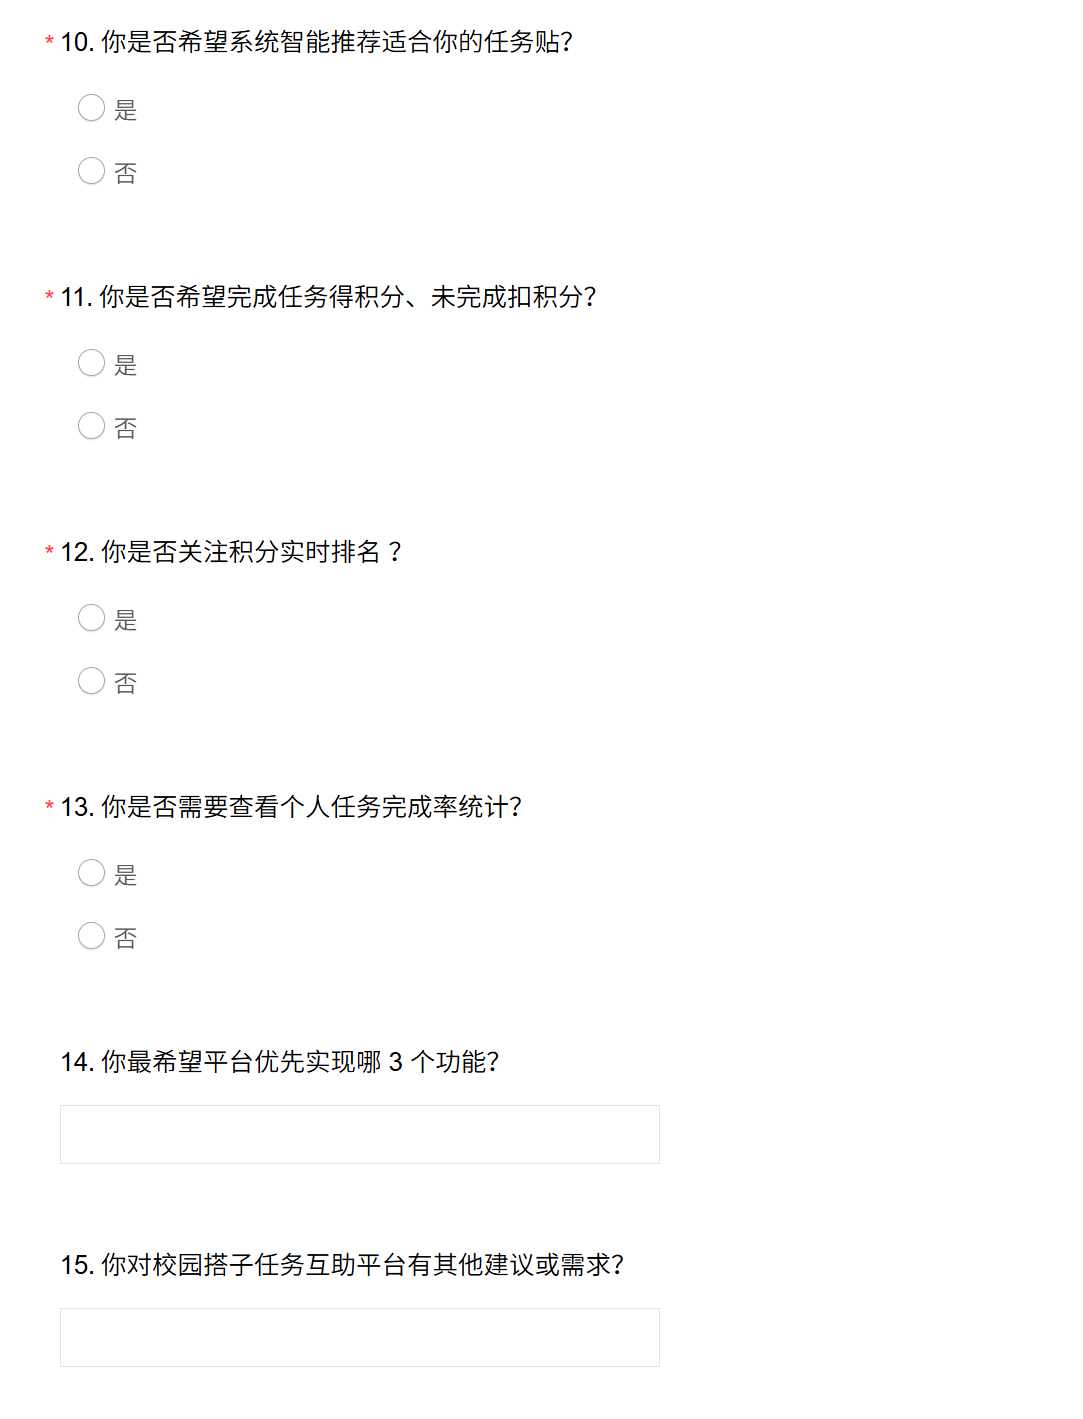 * 10. 你是否希望系统智能推荐适合你的任务贴?
是
否
* 11. 你是否希望完成任务得积分、未完成扣积分?
是
否
* 12. 你是否关注积分实时排名 ?
是
否
* 13. 你是否需要查看个人任务完成率统计?
是
否
14. 你最希望平台优先实现哪 3 个功能?
15. 你对校园搭子任务互助平台有其他建议或需求?